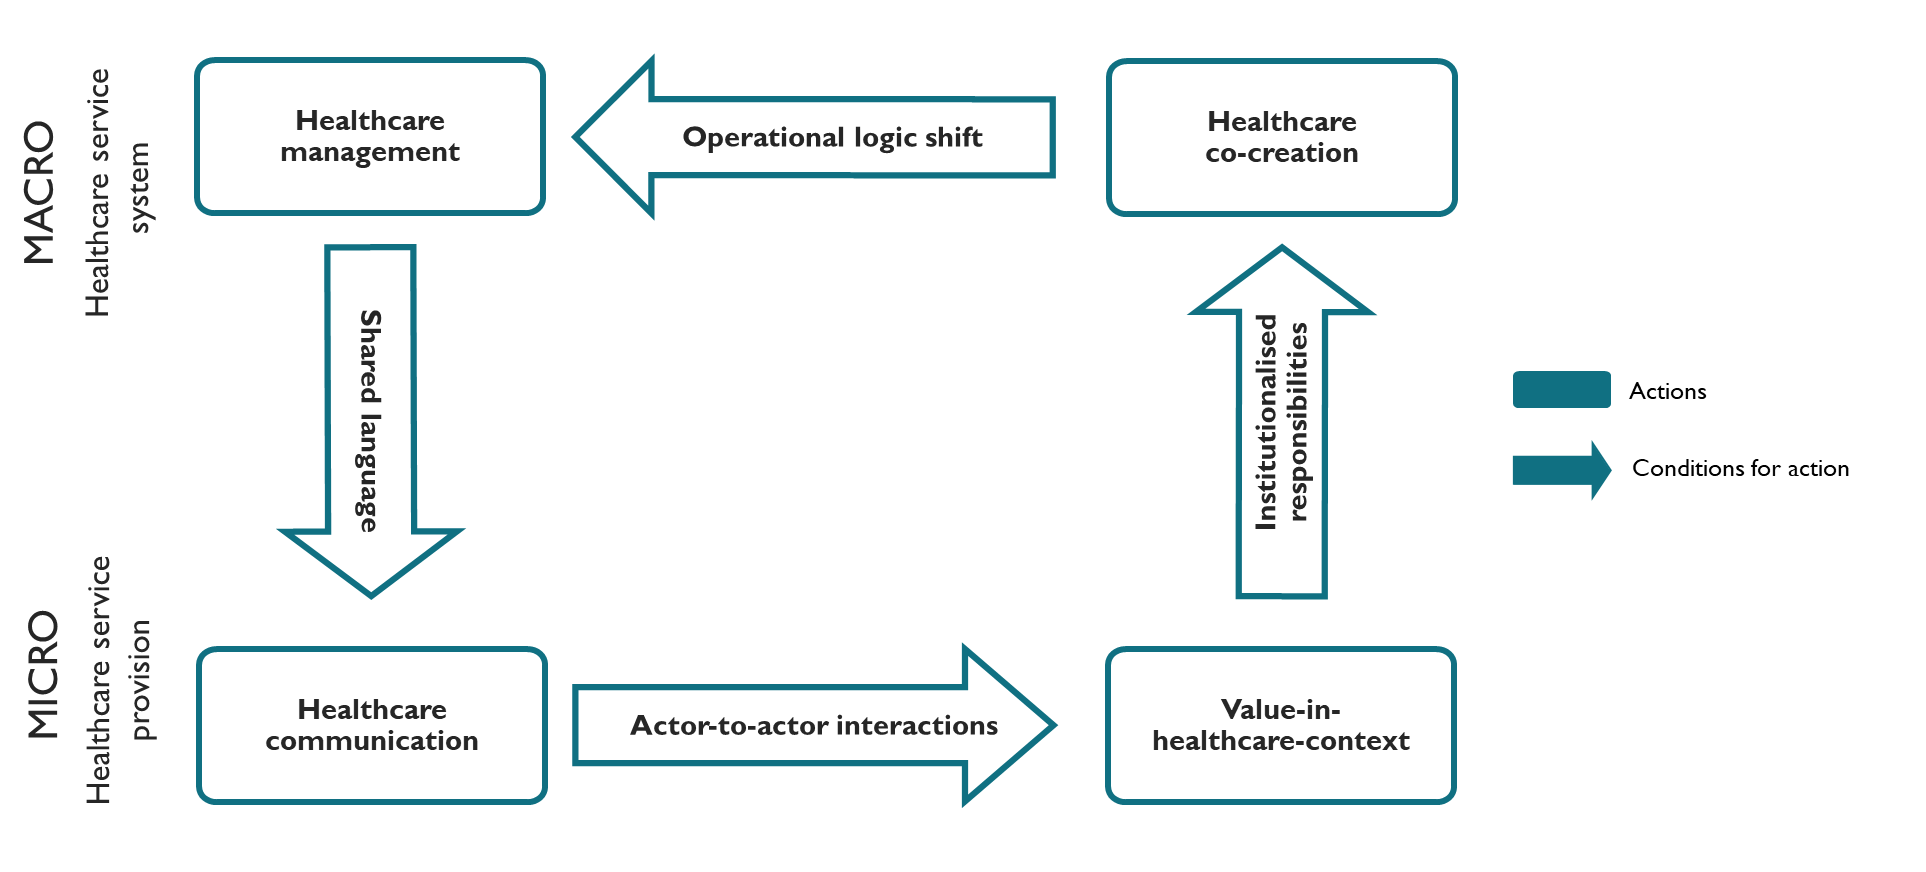 MACRO
Healthcare service
system
Healthcare
management
Operational logic shift
Healthcare
co-creation
Shared language
Institutionalised
responsibilities
Actions
Conditions for action
MICRO
Healthcare service
provision
Healthcare
communication
Actor-to-actor interactions
Value-in-
healthcare-context